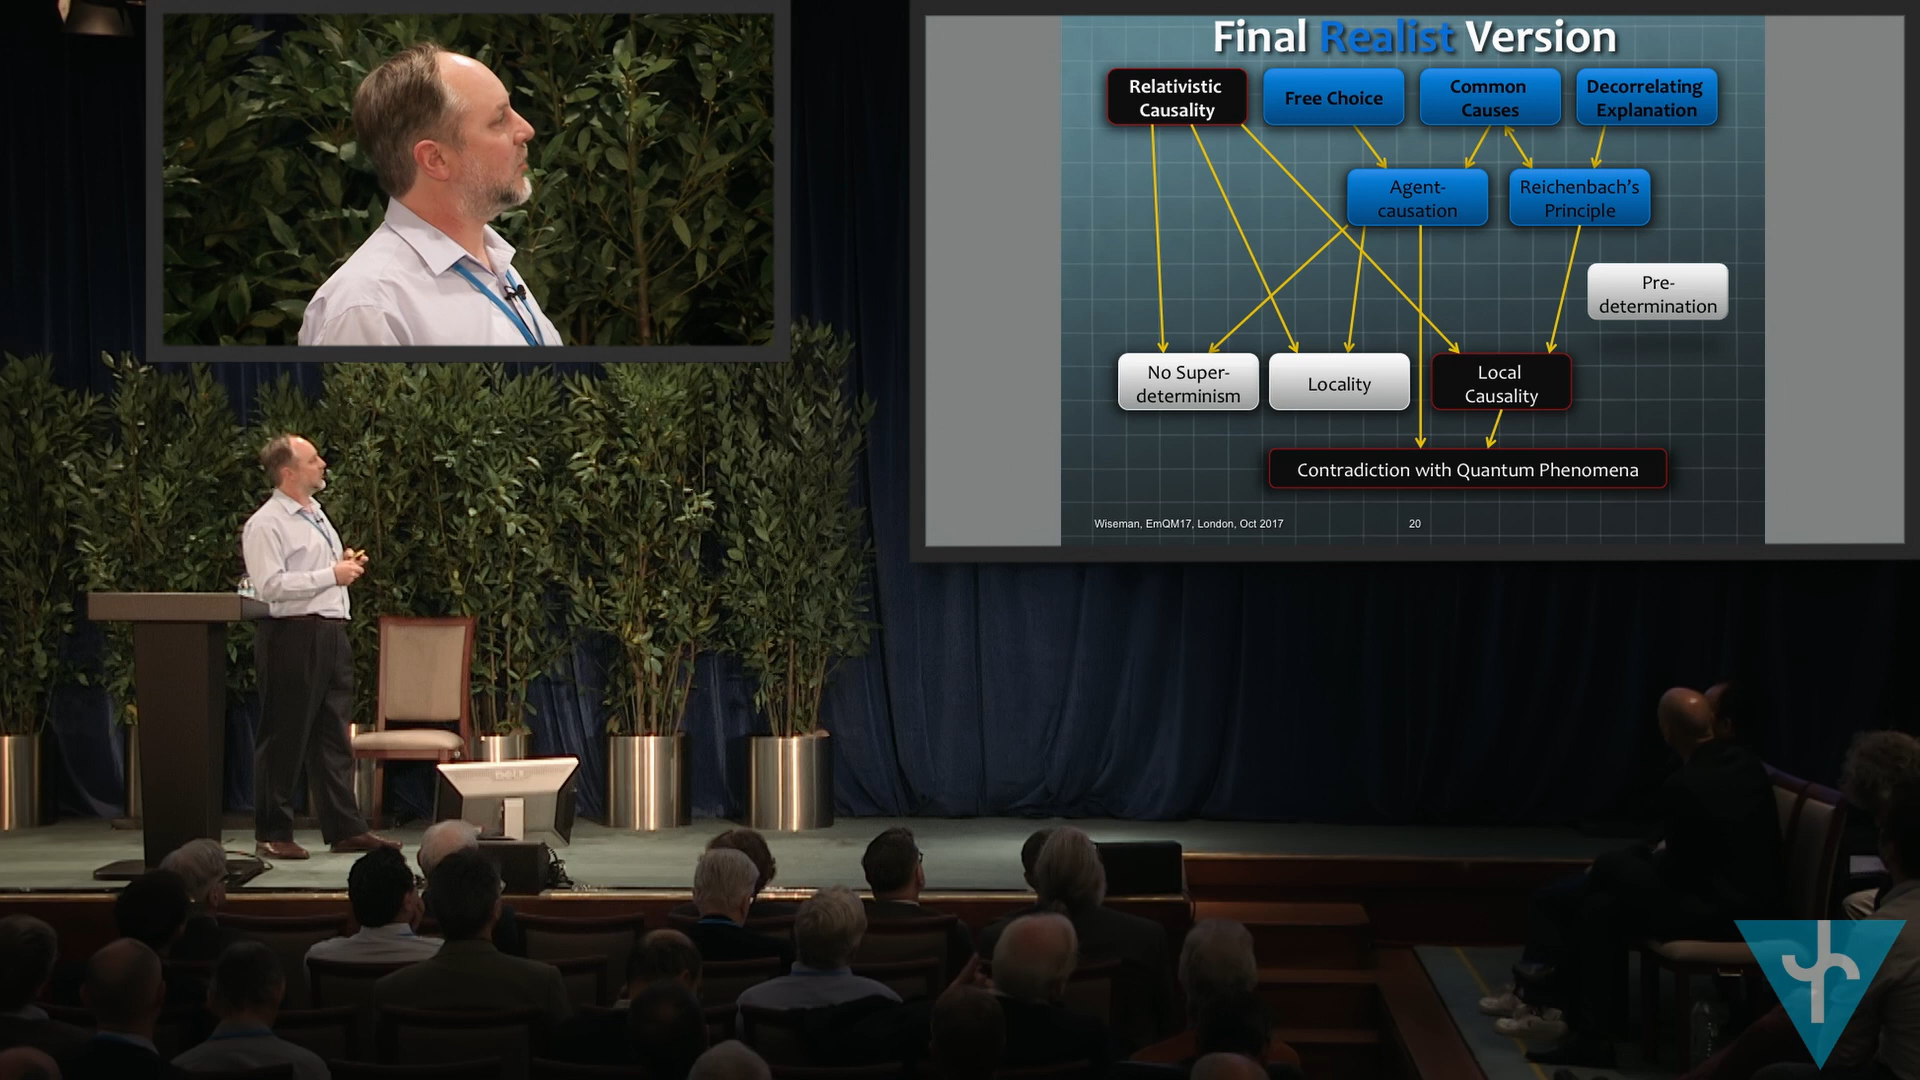 Final Realist Version
Relativistic
Causality
Free Choice
Common
Causes
Decorrelating
Explanation
Agent-
causation
Reichenbach's
Principle
Pre-
determination
No Super-
determinism
Locality
Local
Causality
Contradiction with Quantum Phenomena
Wiseman, EmQM17, London, Oct 2017
20
DELL